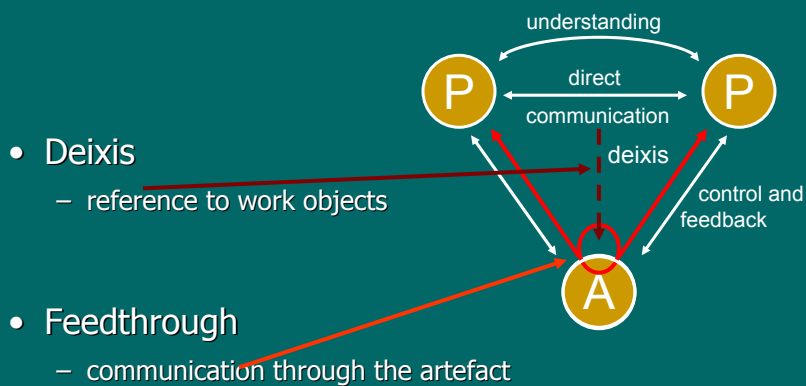 understanding
P
direct
P
communication
• Deixis
deixis
– reference to work objects
control and
feedback
A
• Feedthrough
– communication through the artefact